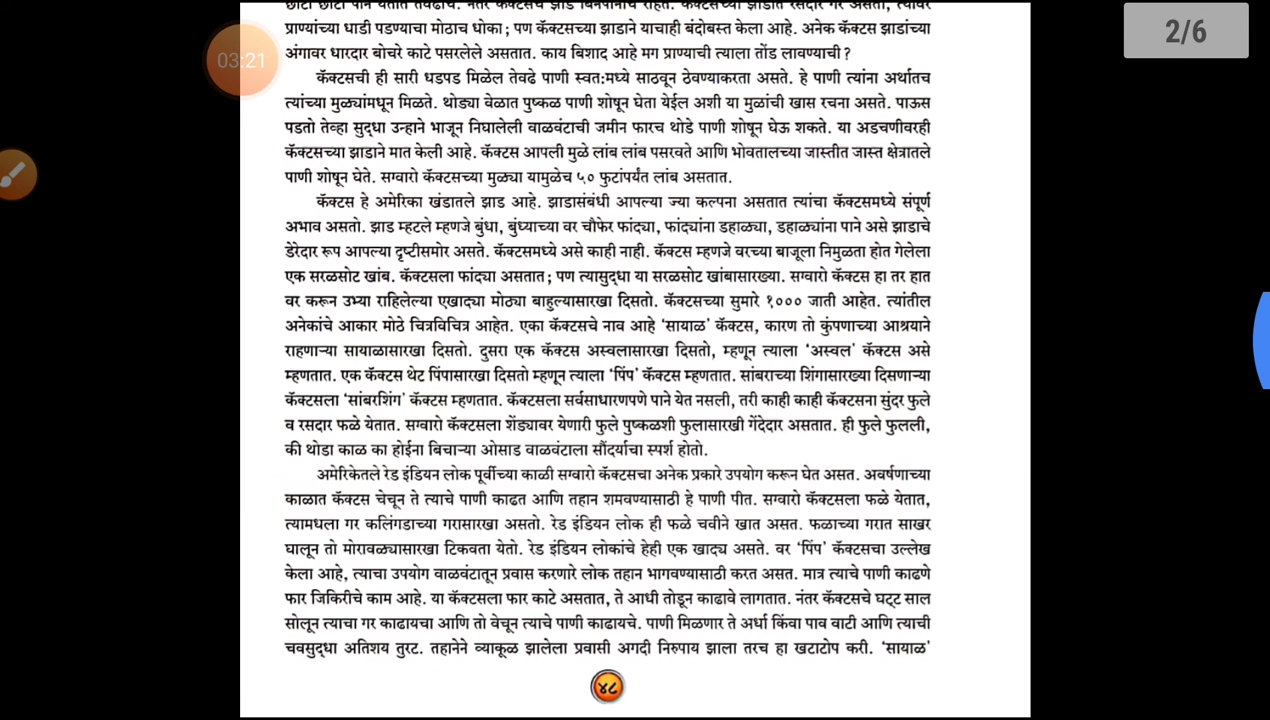 छोटी छोटी पाने येतात तेवढीच. नंतर कॅक्टसचे झाड बिनपानांचे राहते. कॅक्टसच्या झाडात रसदार गर असतो, त्यावर
2/6
प्राण्यांच्या धाडी पडण्याचा मोठाच धोका; पण कॅक्टसच्या झाडाने याचाही बंदोबस्त केला आहे. अनेक कॅक्टस झाडांच्या
अंगावर धारदार बोचरे काटे पसरलेले असतात. काय बिशाद आहे मग प्राण्याची त्याला तोंड लावण्याची?
03:21
कॅक्टसची ही सारी धडपड मिळेल तेवढे पाणी स्वत:मध्ये साठवून ठेवण्याकरता असते. हे पाणी त्यांना अर्थातच
त्यांच्या मुळ्यांमधून मिळते. थोड्या वेळात पुष्कळ पाणी शोषून घेता येईल अशी या मुळांची खास रचना असते. पाऊस
पडतो तेव्हा सुद्धा उन्हाने भाजून निघालेली वाळवंटाची जमीन फारच थोडे पाणी शोषून घेऊ शकते. या अडचणीवरही
कॅक्टसच्या झाडाने मात केली आहे. कॅक्टस आपली मुळे लांब लांब पसरवते आणि भोवतालच्या जास्तीत जास्त क्षेत्रातले
पाणी शोषून घेते. सग्वारो कॅक्टसच्या मुळ्या यामुळेच ५० फुटांपर्यंत लांब असतात.
कॅक्टस हे अमेरिका खंडातले झाड आहे. झाडासंबंधी आपल्या ज्या कल्पना असतात त्यांचा कॅक्टसमध्ये संपूर्ण
अभाव असतो. झाड म्हटले म्हणजे बुंधा, बुंध्याच्या वर चौफेर फांद्या, फांद्यांना डहाळ्या, डहाळ्यांना पाने असे झाडाचे
डेरेदार रूप आपल्या दृष्टीसमोर असते. कॅक्टसमध्ये असे काही नाही. कॅक्टस म्हणजे वरच्या बाजूला निमुळता होत गेलेला
एक सरळसोट खांब. कॅक्टसला फांद्या असतात; पण त्यासुद्धा या सरळसोट खांबासारख्या. सग्वारो कॅक्टस हा तर हात
वर करून उभ्या राहिलेल्या एखाद्या मोठ्या बाहुल्यासारखा दिसतो. कॅक्टसच्या सुमारे १००० जाती आहेत. त्यांतील
अनेकांचे आकार मोठे चित्रविचित्र आहेत. एका कॅक्टसचे नाव आहे ‘सायाळ’ कॅक्टस, कारण तो कुंपणाच्या आश्रयाने
राहणाऱ्या सायाळासारखा दिसतो. दुसरा एक कॅक्टस अस्वलासारखा दिसतो, म्हणून त्याला ‘अस्वल’ कॅक्टस असे
म्हणतात. एक कॅक्टस थेट पिंपासारखा दिसतो म्हणून त्याला ‘पिंप’ कॅक्टस म्हणतात. सांबराच्या शिंगासारख्या दिसणाऱ्या
कॅक्टसला ‘सांबरशिंग’ कॅक्टस म्हणतात. कॅक्टसला सर्वसाधारणपणे पाने येत नसली, तरी काही काही कॅक्टसना सुंदर फुले
व रसदार फळे येतात. सग्वारो कॅक्टसला शेंड्यावर येणारी फुले पुष्कळशी फुलासारखी गेंदेदार असतात. ही फुले फुलली,
की थोडा काळ का होईना बिचाऱ्या ओसाड वाळवंटाला सौंदर्याचा स्पर्श होतो.
अमेरिकेतले रेड इंडियन लोक पूर्वीच्या काळी सग्वारो कॅक्टसचा अनेक प्रकारे उपयोग करून घेत असत. अवर्षणाच्या
काळात कॅक्टस चेचून ते त्याचे पाणी काढत आणि तहान शमवण्यासाठी हे पाणी पीत. सग्वारो कॅक्टसला फळे येतात,
त्यामधला गर कलिंगडाच्या गरासारखा असतो. रेड इंडियन लोक ही फळे चवीने खात असत. फळाच्या गरात साखर
घालून तो मोरावळ्यासारखा टिकवता येतो. रेड इंडियन लोकांचे हेही एक खाद्य असते. वर ‘पिंप’ कॅक्टसचा उल्लेख
केला आहे, त्याचा उपयोग वाळवंटातून प्रवास करणारे लोक तहान भागवण्यासाठी करत असत. मात्र त्याचे पाणी काढणे
फार जिकिरीचे काम आहे. या कॅक्टसला फार काटे असतात, ते आधी तोडून काढावे लागतात. नंतर कॅक्टसचे घट्ट साल
सोलून त्याचा गर काढायचा आणि तो वेचून त्याचे पाणी काढायचे. पाणी मिळणार ते अर्धा किंवा पाव वाटी आणि त्याची
चवसुद्धा अतिशय तुरट. तहानेने व्याकूळ झालेला प्रवासी अगदी निरुपाय झाला तरच हा खटाटोप करी. ‘सायाळ’
४८